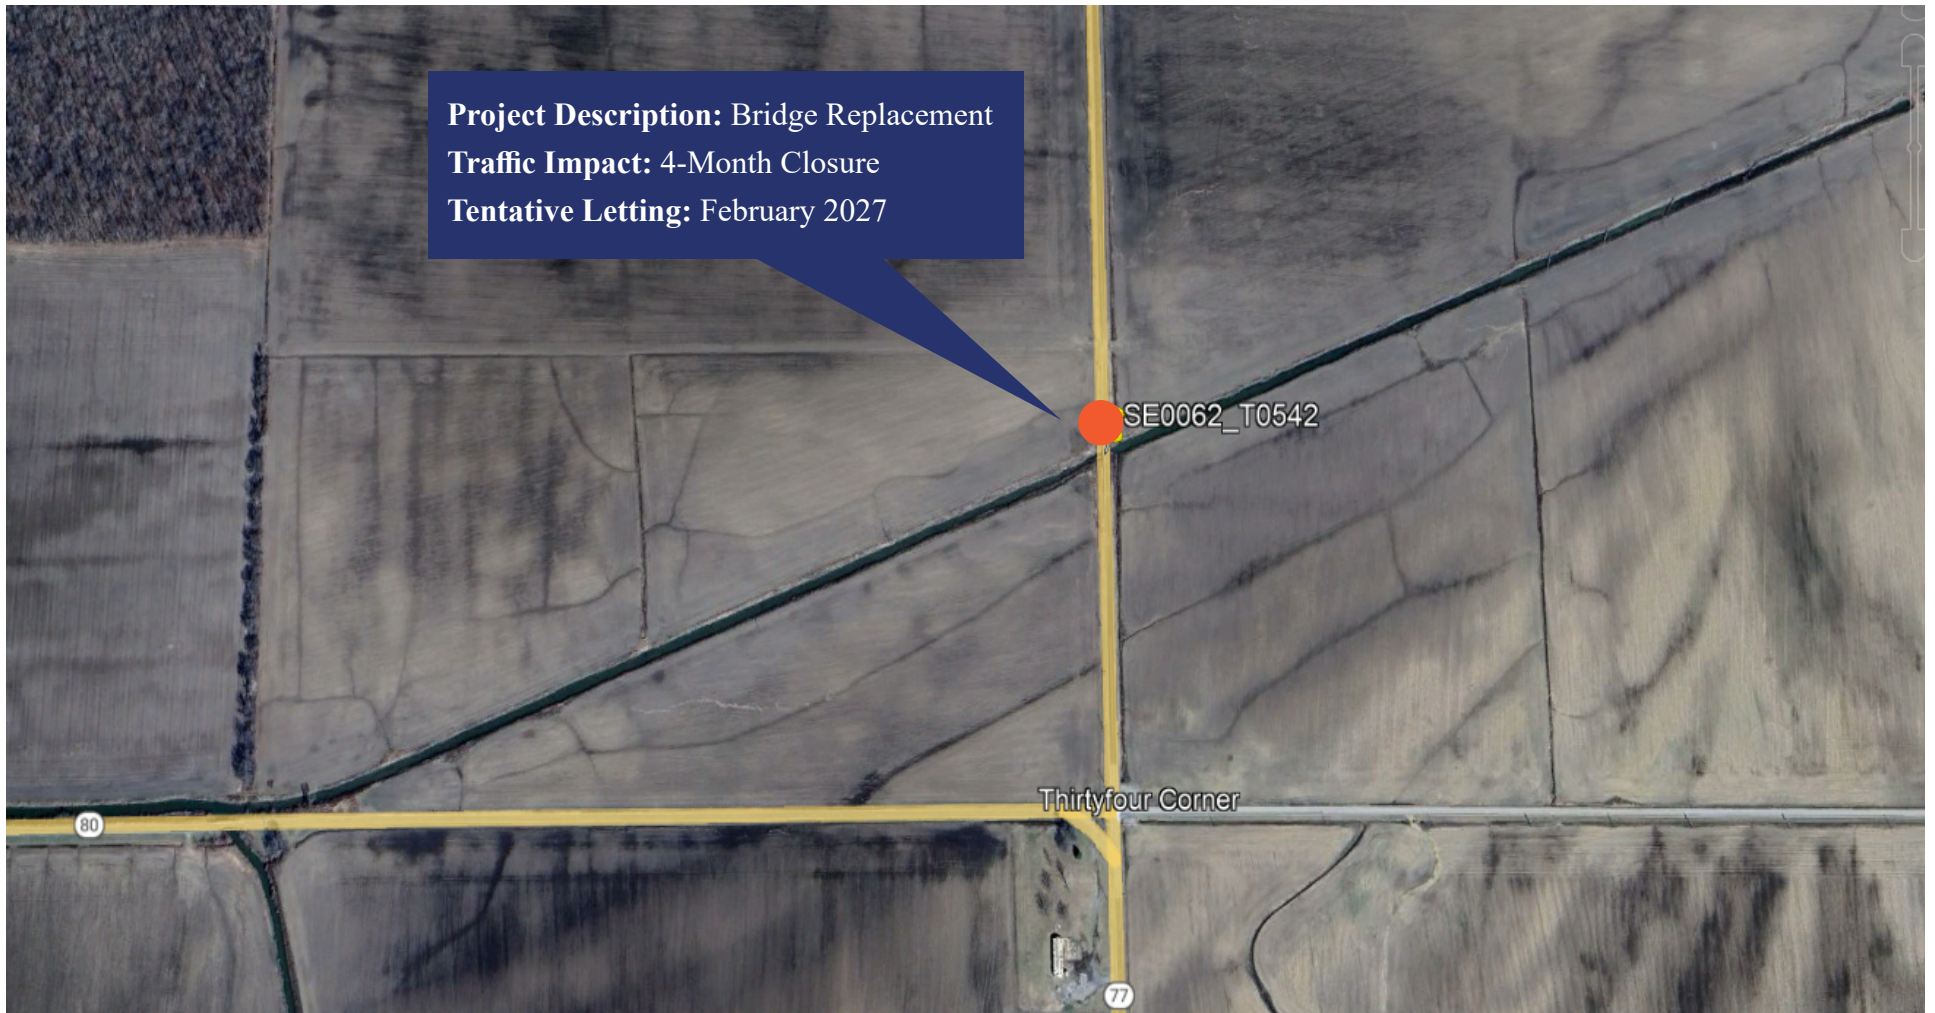 Project Description: Bridge Replacement
Traffic Impact: 4-Month Closure
Tentative Letting: February 2027
SE0062_T0542
Thirtyfour Corner
80
77